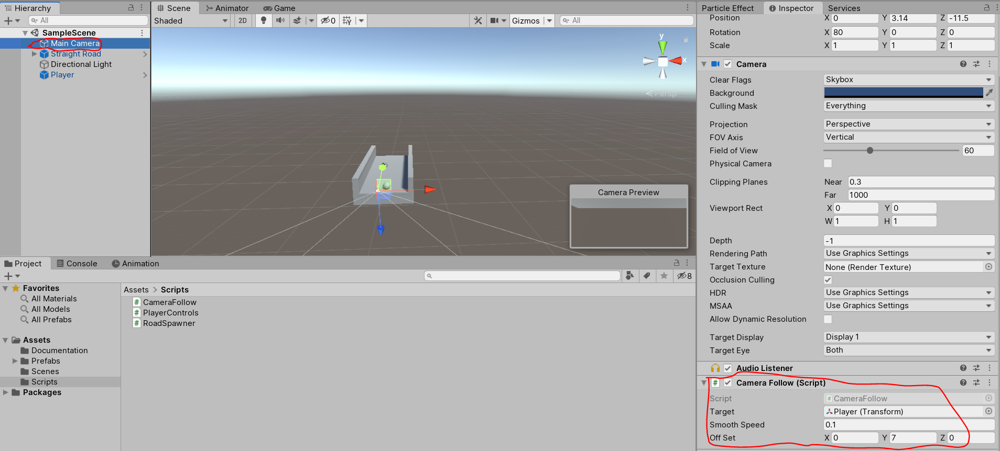 Hierarchy
All
SampleScene
Main Camera
Straight Road
Directional Light
Player
Scene
Animator
Game
Shaded
2D
0
Gizmos
All
y
x
Persp
Camera Preview
Project
Console
Animation
8
Favorites
All Materials
All Models
All Prefabs
Assets
Documentation
Prefabs
Scenes
Scripts
Packages
Assets > Scripts
CameraFollow
PlayerControls
RoadSpawner
Particle Effect
Inspector
Services
Position X 0 Y 3.14 Z -11.5
Rotation X 80 Y 0 Z 0
Scale X 1 Y 1 Z 1
Camera
Clear Flags Skybox
Background
Culling Mask Everything
Projection Perspective
FOV Axis Vertical
Field of View 60
Physical Camera
Clipping Planes Near 0.3
Far 1000
Viewport Rect X 0 Y 0
W 1 H 1
Depth -1
Rendering Path Use Graphics Settings
Target Texture None (Render Texture)
Occlusion Culling
HDR Use Graphics Settings
MSAA Use Graphics Settings
Allow Dynamic Resolution
Target Display Display 1
Target Eye Both
Audio Listener
# Camera Follow (Script)
Script CameraFollow
Target Player (Transform)
Smooth Speed 0.1
Off Set X 0 Y 7 Z 0